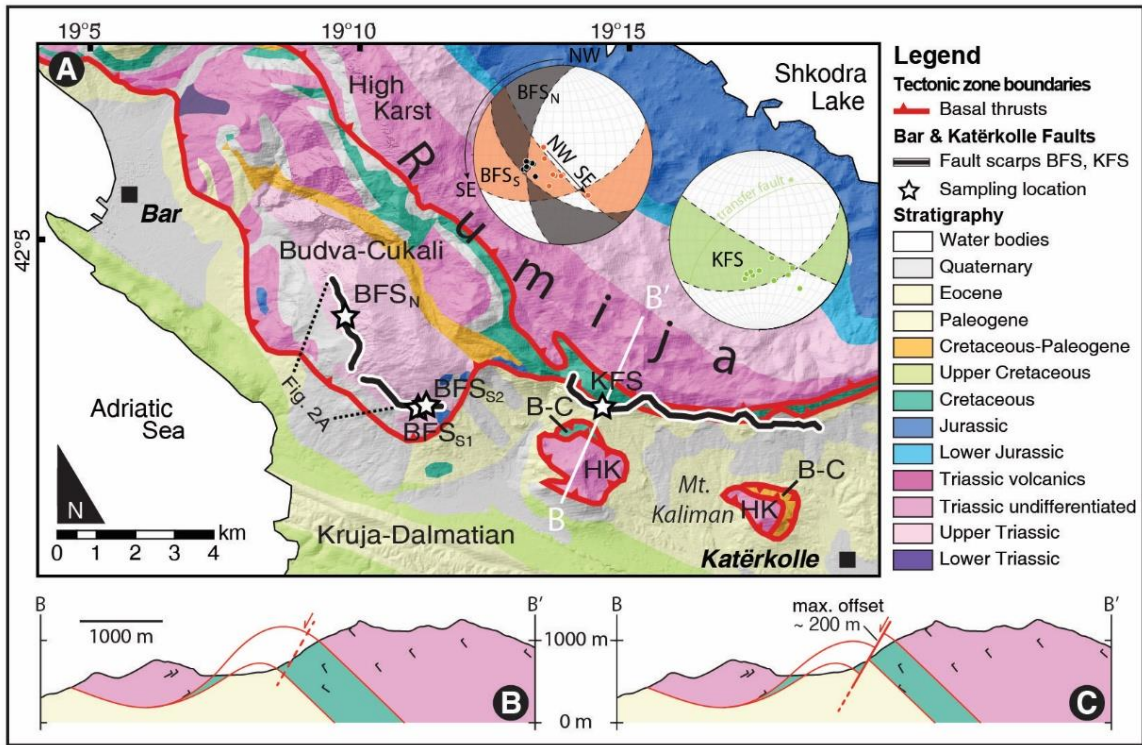 19°5
19°10
19°15
A
High
Karst
Rumija
NW
BFSN
BFSS
NW
SE
SE
Shkodra
Lake
transfer fault
KFS
42°5
42°5
Bar
Budva-Cukali
BFSN
Fig. 2A
BFSS2
BFSS1
KFS
B'
B-C
HK
B
Mt.
Kaliman
B-C
HK
Katërkolle
Adriatic
Sea
Kruja-Dalmatian
N
0 1 2 3 4
km
Legend
Tectonic zone boundaries
Basal thrusts
Bar & Katërkolle Faults
Fault scarps BFS, KFS
Sampling location
Stratigraphy
Water bodies
Quaternary
Eocene
Paleogene
Cretaceous-Paleogene
Upper Cretaceous
Cretaceous
Jurassic
Lower Jurassic
Triassic volcanics
Triassic undifferentiated
Upper Triassic
Lower Triassic
B
B'
1000 m
1000 m
0 m
B
B
B'
max. offset
~ 200 m
C